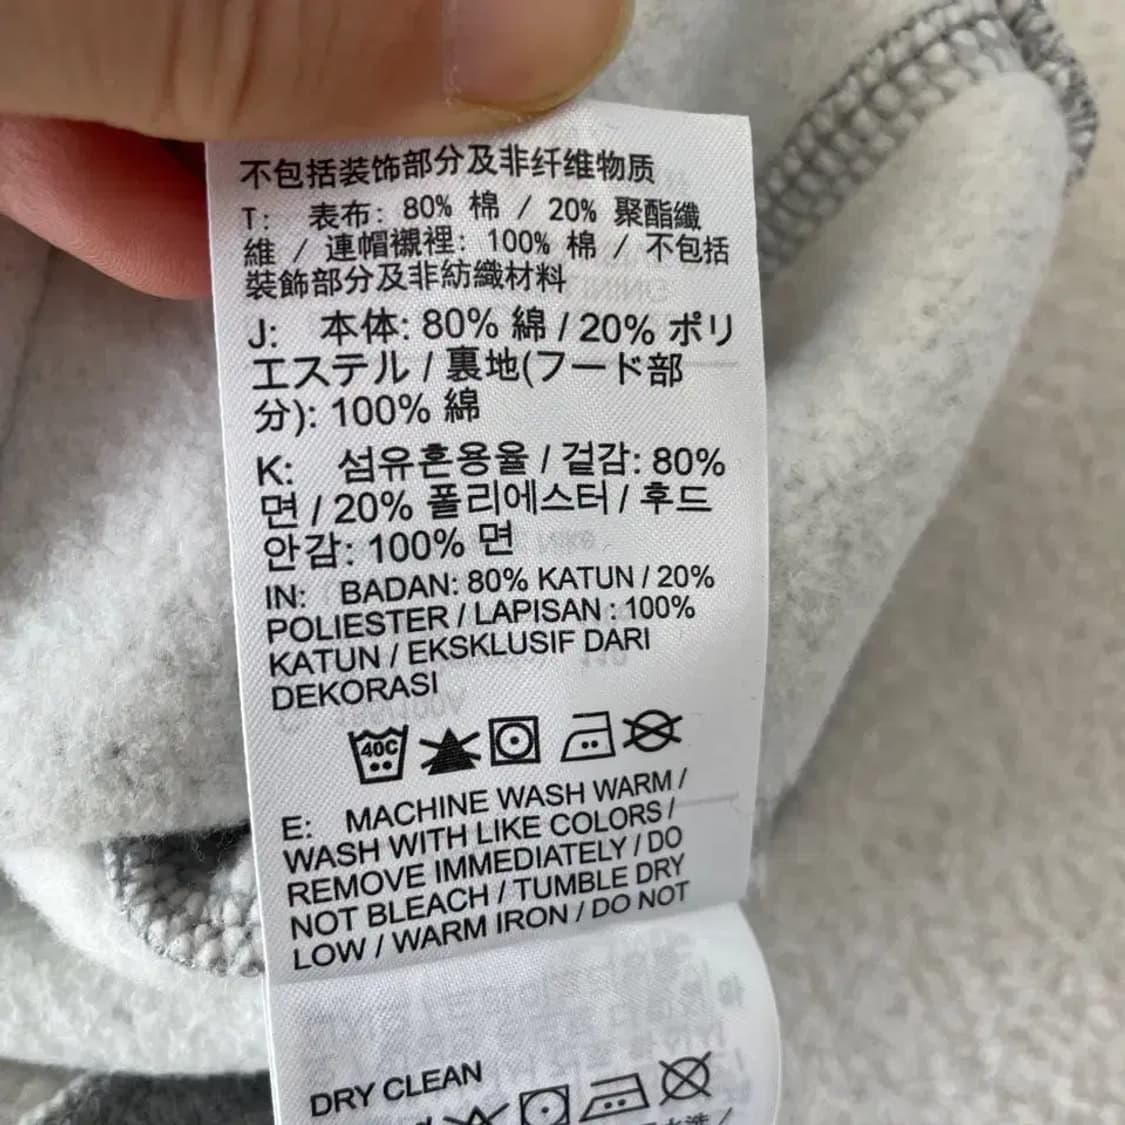 不包括装饰部分及非纤维物质
T: 表布: 80% 棉 / 20% 聚酯纖
維 / 連帽襯裡: 100% 棉 / 不包括
裝飾部分及非紡織材料
J: 本体: 80% 綿 / 20% ポリ
エステル / 裏地(フード部
分): 100% 綿
K: 섬유혼용율 / 겉감: 80%
면 / 20% 폴리에스터 / 후드
안감: 100% 면
IN: BADAN: 80% KATUN / 20%
POLIESTER / LAPISAN : 100%
KATUN / EKSKLUSIF DARI
DEKORASI
40C
E: MACHINE WASH WARM /
WASH WITH LIKE COLORS /
REMOVE IMMEDIATELY / DO
NOT BLEACH / TUMBLE DRY
LOW / WARM IRON / DO NOT
DRY CLEAN